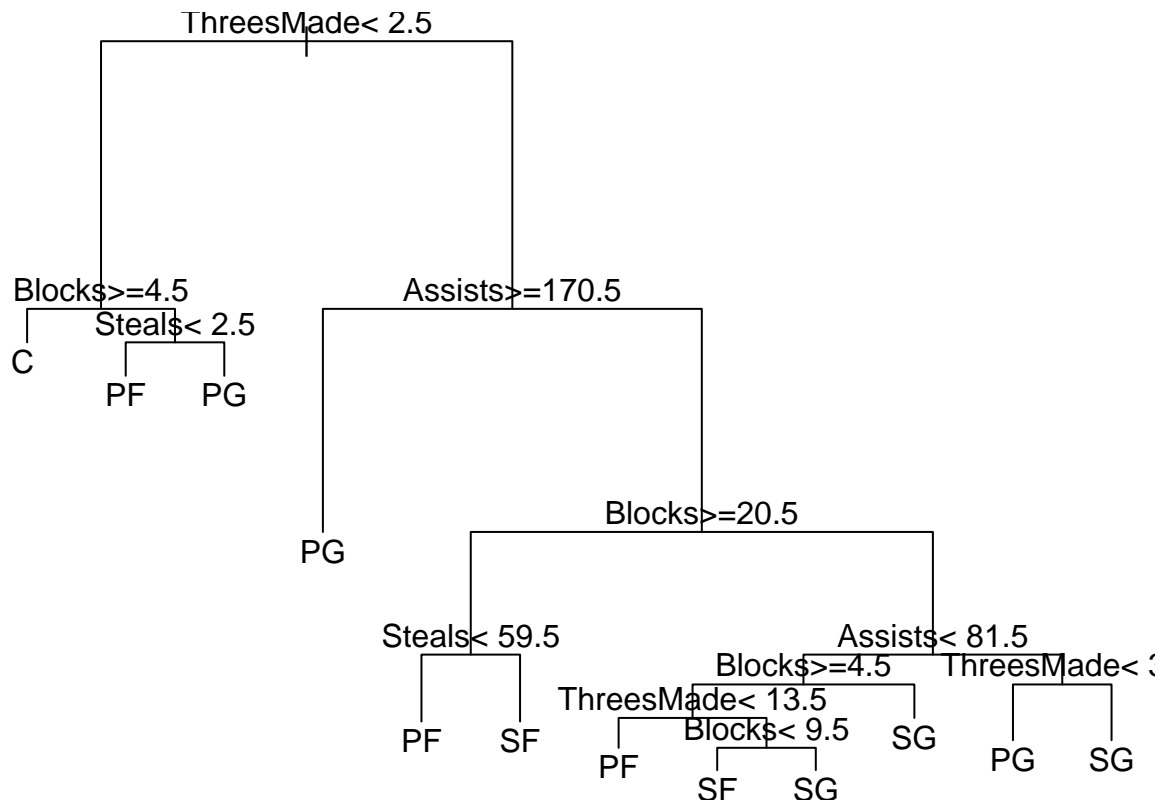 ThreesMade< 2.5
Blocks>=4.5
Assists>=170.5
Steals< 2.5
C
PF
PG
Blocks>=20.5
PG
Steals< 59.5
Assists< 81.5
Blocks>=4.5
ThreesMade< 3
ThreesMade< 13.5
Blocks< 9.5
PF
SF
SG
PF
PG
SG
SF
SG